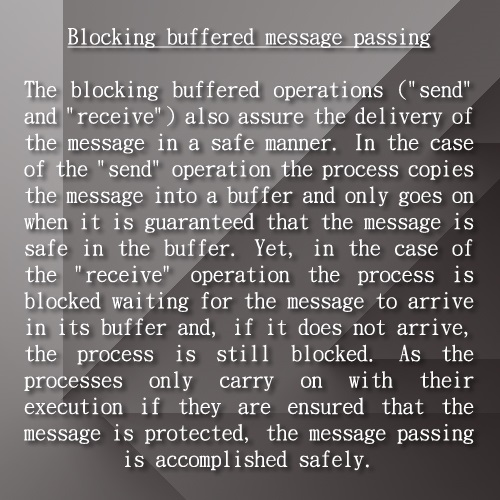 Blocking buffered message passing
The blocking buffered operations ("send"
and "receive") also assure the delivery of
the message in a safe manner. In the case
of the "send" operation the process copies
the message into a buffer and only goes on
when it is guaranteed that the message is
safe in the buffer. Yet, in the case of
the "receive" operation the process is
blocked waiting for the message to arrive
in its buffer and, if it does not arrive,
the process is still blocked. As the
processes only carry on with their
execution if they are ensured that the
message is protected, the message passing
is accomplished safely.